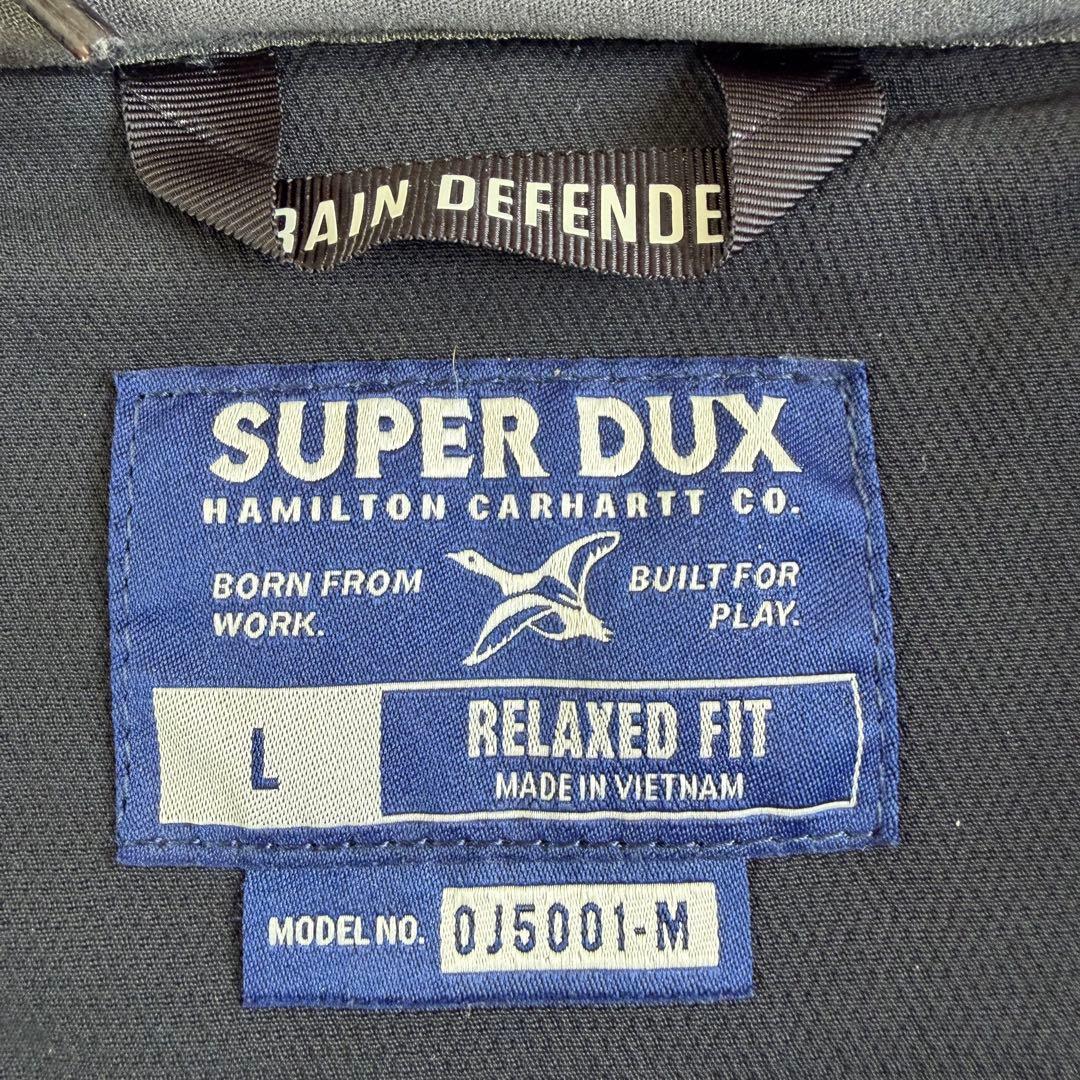 RAIN DEFENDE
SUPER DUX
HAMILTON CARHARTT CO.
BORN FROM
WORK.
BUILT FOR
PLAY.
L
RELAXED FIT
MADE IN VIETNAM
MODEL NO. 0J5001-M